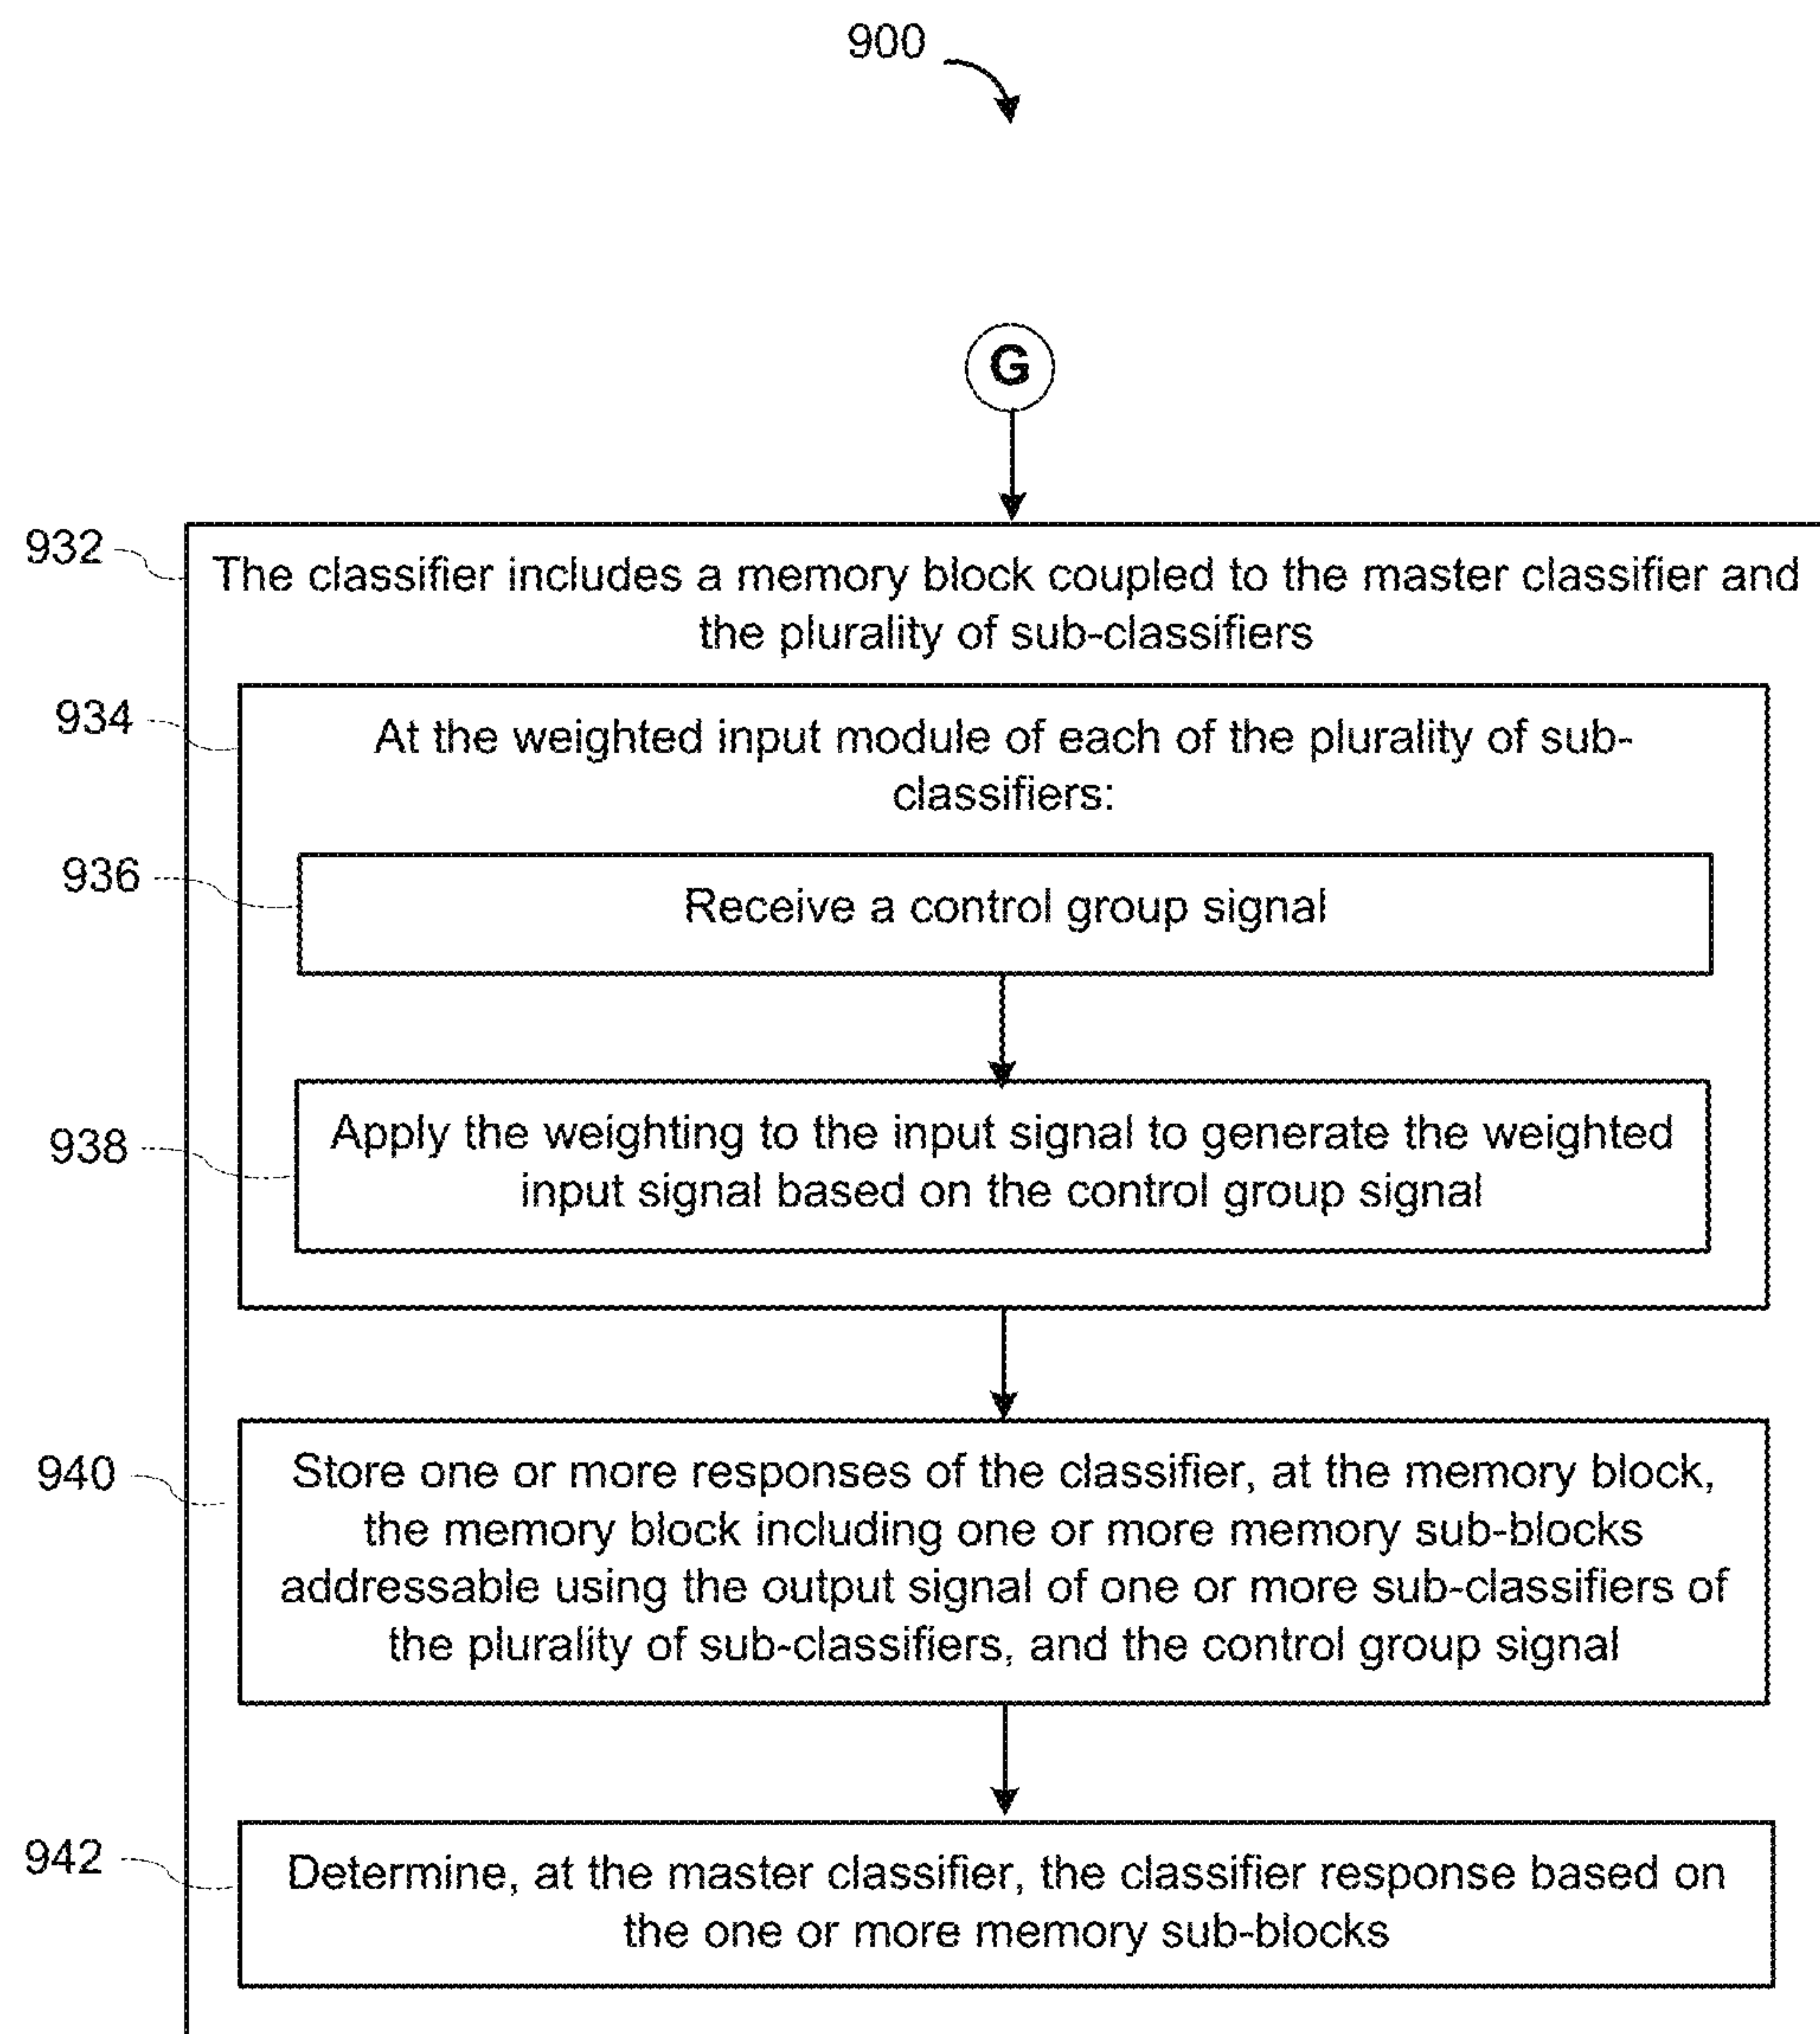 900
G
932
The classifier includes a memory block coupled to the master classifier and
the plurality of sub-classifiers
934
At the weighted input module of each of the plurality of sub-
classifiers:
936
Receive a control group signal
938
Apply the weighting to the input signal to generate the weighted
input signal based on the control group signal
940
Store one or more responses of the classifier, at the memory block,
the memory block including one or more memory sub-blocks
addressable using the output signal of one or more sub-classifiers of
the plurality of sub-classifiers, and the control group signal
942
Determine, at the master classifier, the classifier response based on
the one or more memory sub-blocks